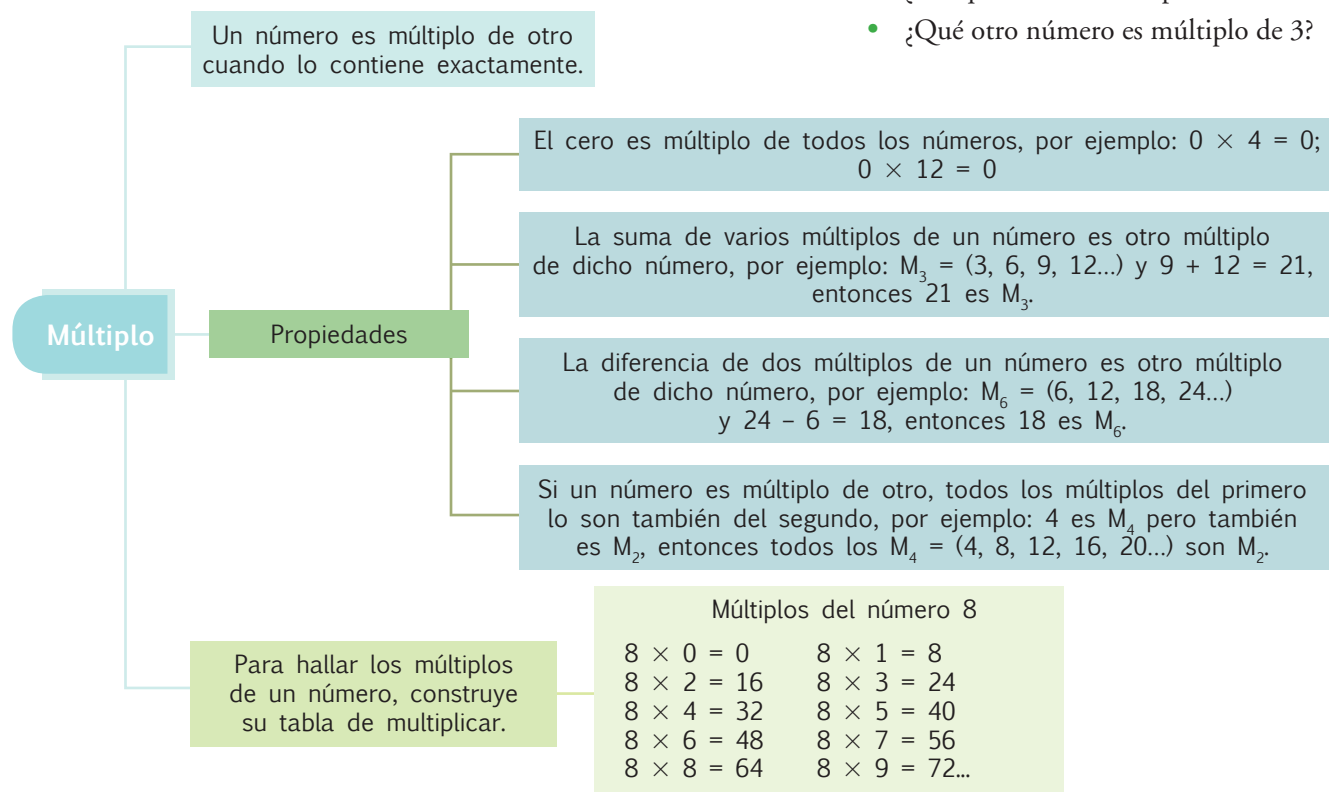 • ¿Qué otro número es múltiplo de 3?
Un número es múltiplo de otro
cuando lo contiene exactamente.
El cero es múltiplo de todos los números, por ejemplo: 0 × 4 = 0;
0 × 12 = 0
La suma de varios múltiplos de un número es otro múltiplo
de dicho número, por ejemplo: M₃ = (3, 6, 9, 12...) y 9 + 12 = 21,
entonces 21 es M₃.
Múltiplo
Propiedades
La diferencia de dos múltiplos de un número es otro múltiplo
de dicho número, por ejemplo: M₆ = (6, 12, 18, 24...)
y 24 – 6 = 18, entonces 18 es M₆.
Si un número es múltiplo de otro, todos los múltiplos del primero
lo son también del segundo, por ejemplo: 4 es M₄ pero también
es M₂, entonces todos los M₄ = (4, 8, 12, 16, 20...) son M₂.
Para hallar los múltiplos
de un número, construye
su tabla de multiplicar.
Múltiplos del número 8
8 × 0 = 0 8 × 1 = 8
8 × 2 = 16 8 × 3 = 24
8 × 4 = 32 8 × 5 = 40
8 × 6 = 48 8 × 7 = 56
8 × 8 = 64 8 × 9 = 72...